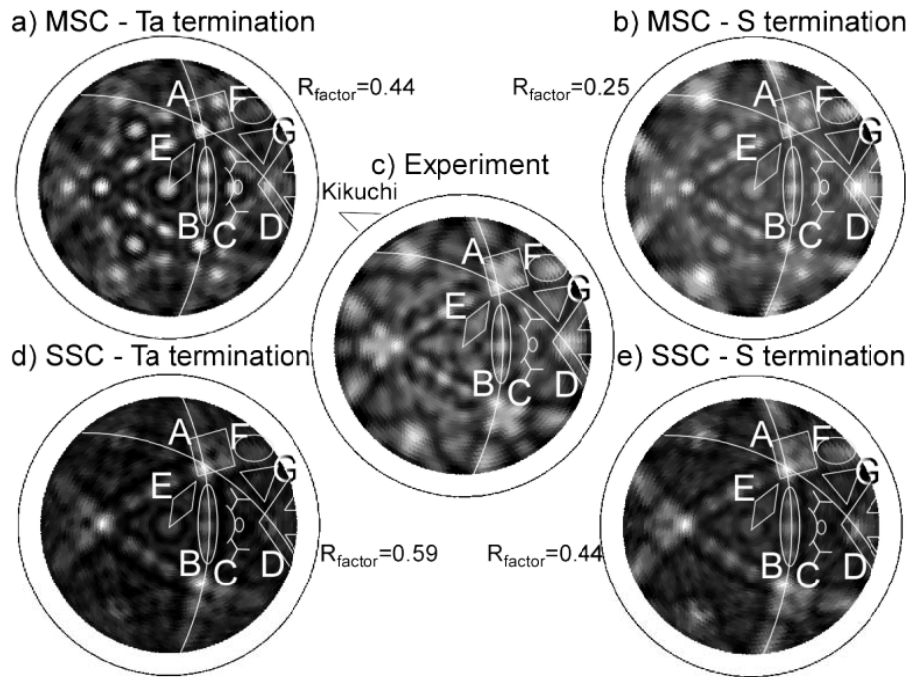 a) MSC - Ta termination
b) MSC - S termination
R_factor=0.44
R_factor=0.25
A
F
G
E
B
C
D
A
F
G
E
B
C
D
c) Experiment
Kikuchi
A
F
G
E
B
C
D
d) SSC - Ta termination
e) SSC - S termination
A
F
G
E
B
C
D
A
F
G
E
B
C
D
R_factor=0.59
R_factor=0.44